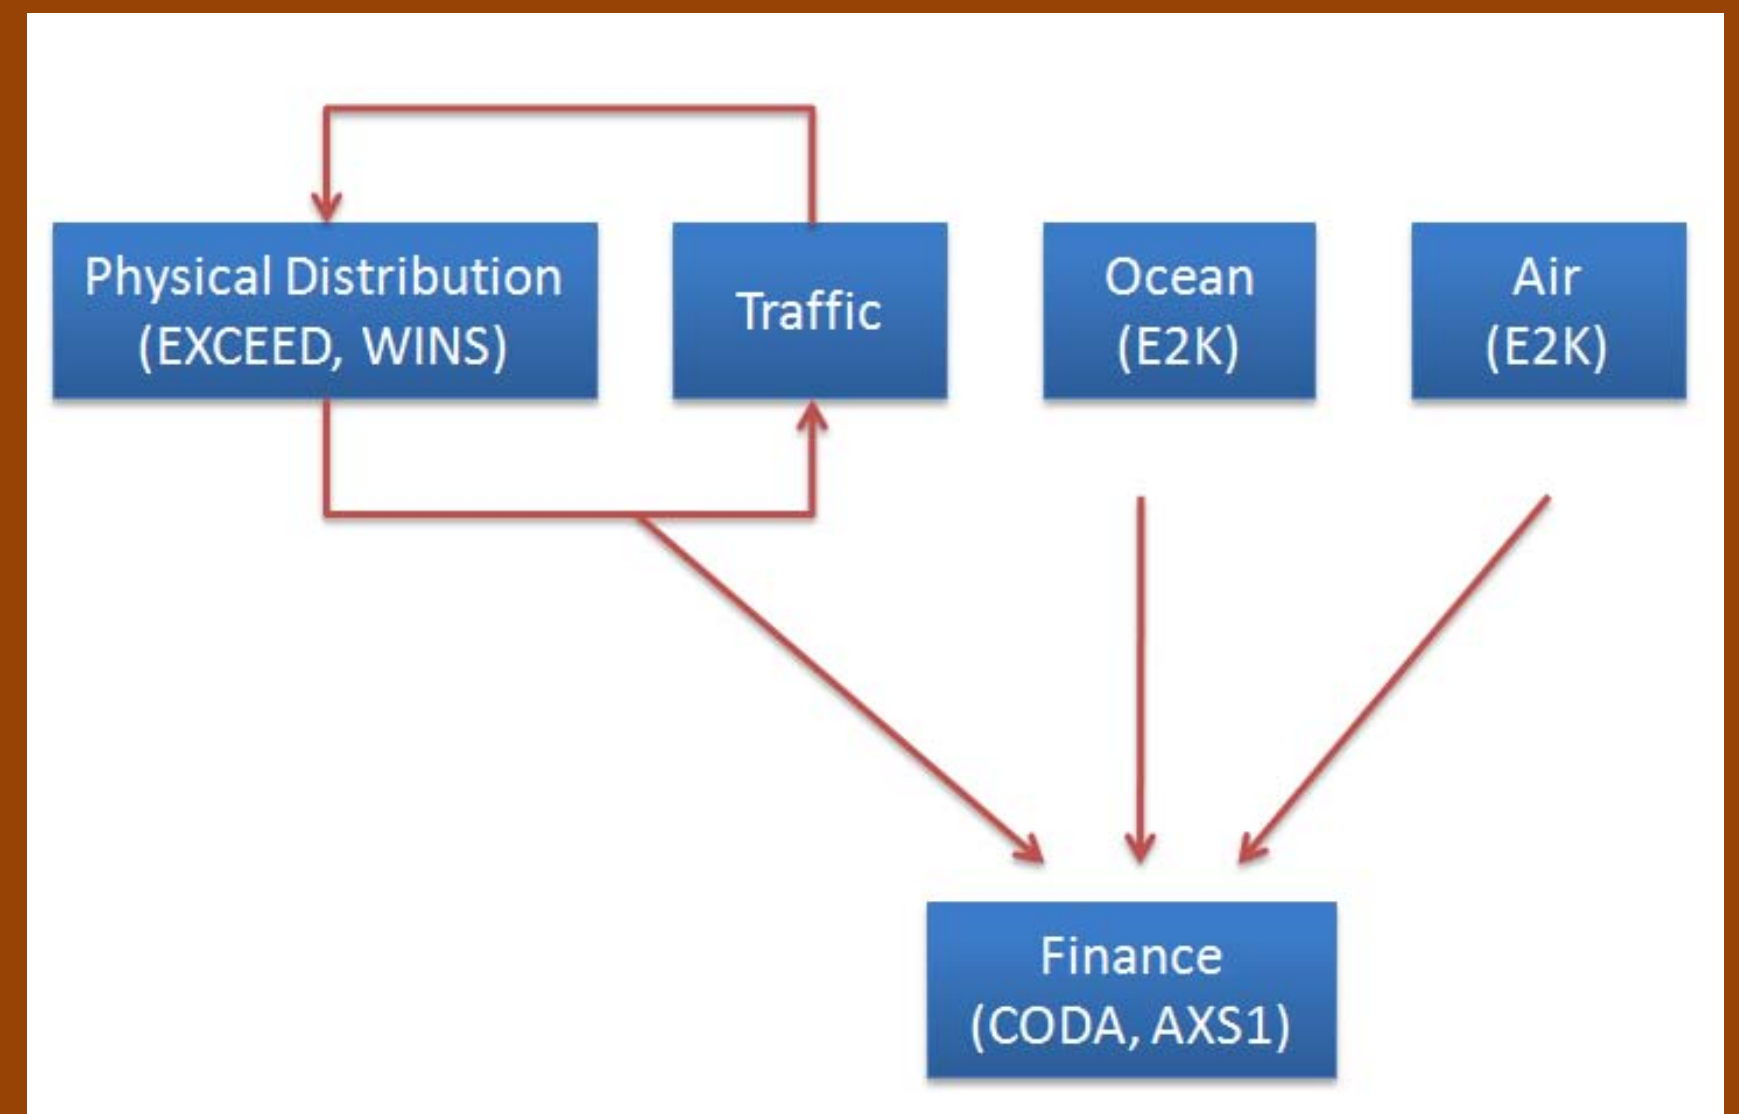 Physical Distribution
(EXCEED, WINS)
Traffic
Ocean
(E2K)
Air
(E2K)
Finance
(CODA, AXS1)